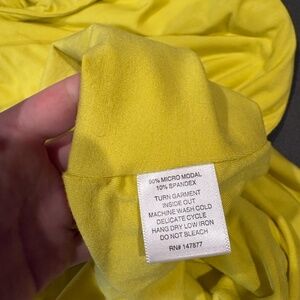 90% MICRO MODAL
10% SPANDEX
TURN GARMENT
INSIDE OUT
MACHINE WASH COLD
DELICATE CYCLE
HANG DRY LOW IRON
DO NOT BLEACH
RN# 147877